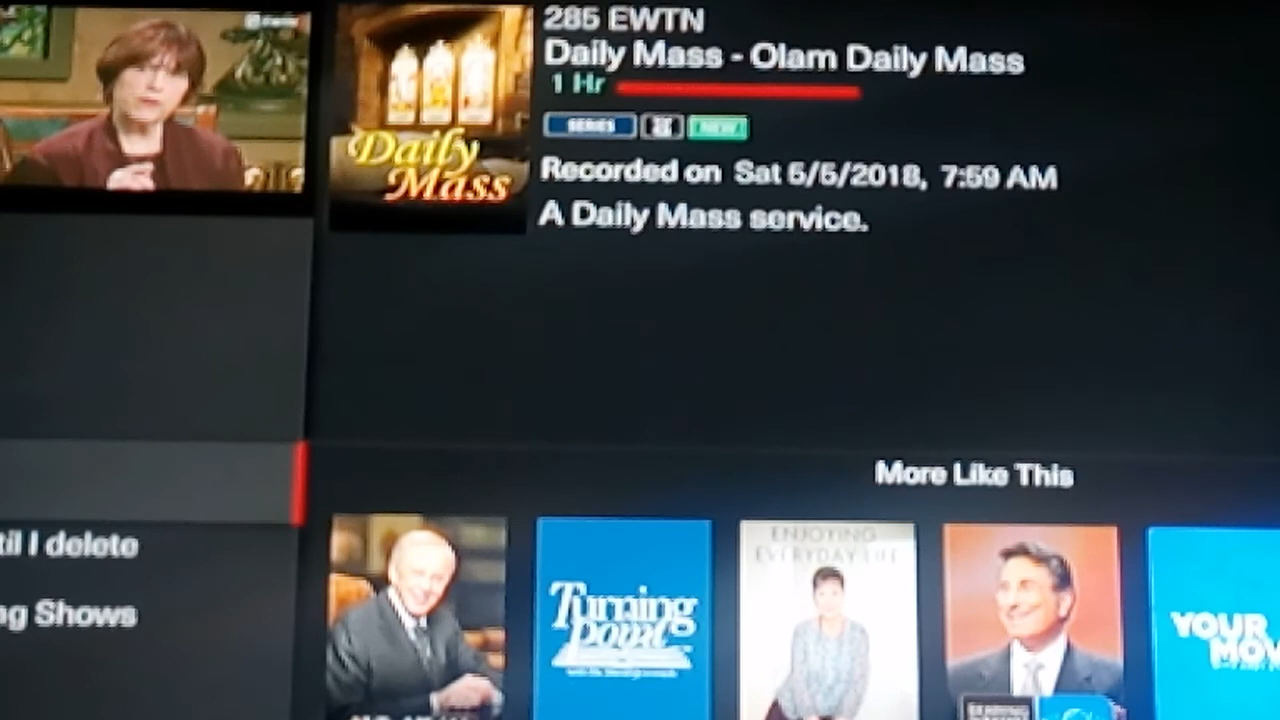 285 EWTN
Daily Mass - Olam Daily Mass
1 Hr
SERIES
NEW
Daily
Mass
Recorded on Sat 5/5/2018, 7:59 AM
A Daily Mass service.
More Like This
til I delete
ng Shows
ENJOYING
EVERYDAY LIFE
Turning
Point
YOUR
MOV